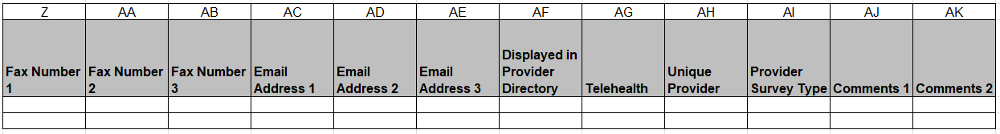 Z AA AB AC AD AE AF AG AH AI AJ AK
Fax Number 1
Fax Number 2
Fax Number 3
Email Address 1
Email Address 2
Email Address 3
Displayed in Provider Directory
Telehealth
Unique Provider
Provider Survey Type
Comments 1
Comments 2